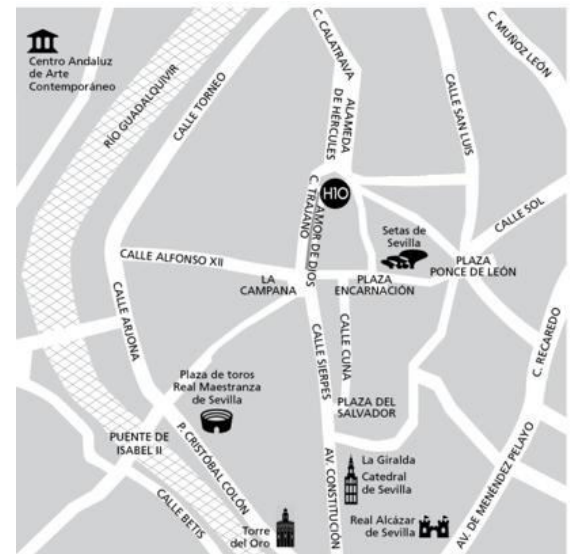 C. CALATRAVA
C. MUÑOZ LEÓN
Centro Andaluz
de Arte
Contemporáneo
RÍO GUADALQUIVIR
CALLE TORNEO
ALAMEDA
DE HÉRCULES
CALLE SAN LUIS
H10
C. TRAJANO
AMOR DE DIOS
CALLE SOL
Setas de
Sevilla
CALLE ALFONSO XII
PLAZA
PONCE DE LEÓN
LA
CAMPANA
PLAZA
ENCARNACIÓN
CALLE ARJONA
CALLE SIERPES
CALLE CUNA
C. RECAREDO
Plaza de toros
Real Maestranza
de Sevilla
PLAZA DEL
SALVADOR
PUENTE DE
ISABEL II
P. CRISTÓBAL COLÓN
AV. CONSTITUCIÓN
La Giralda
Catedral
de Sevilla
AV. DE MENÉNDEZ PELAYO
CALLE BETIS
Torre
del Oro
Real Alcázar
de Sevilla